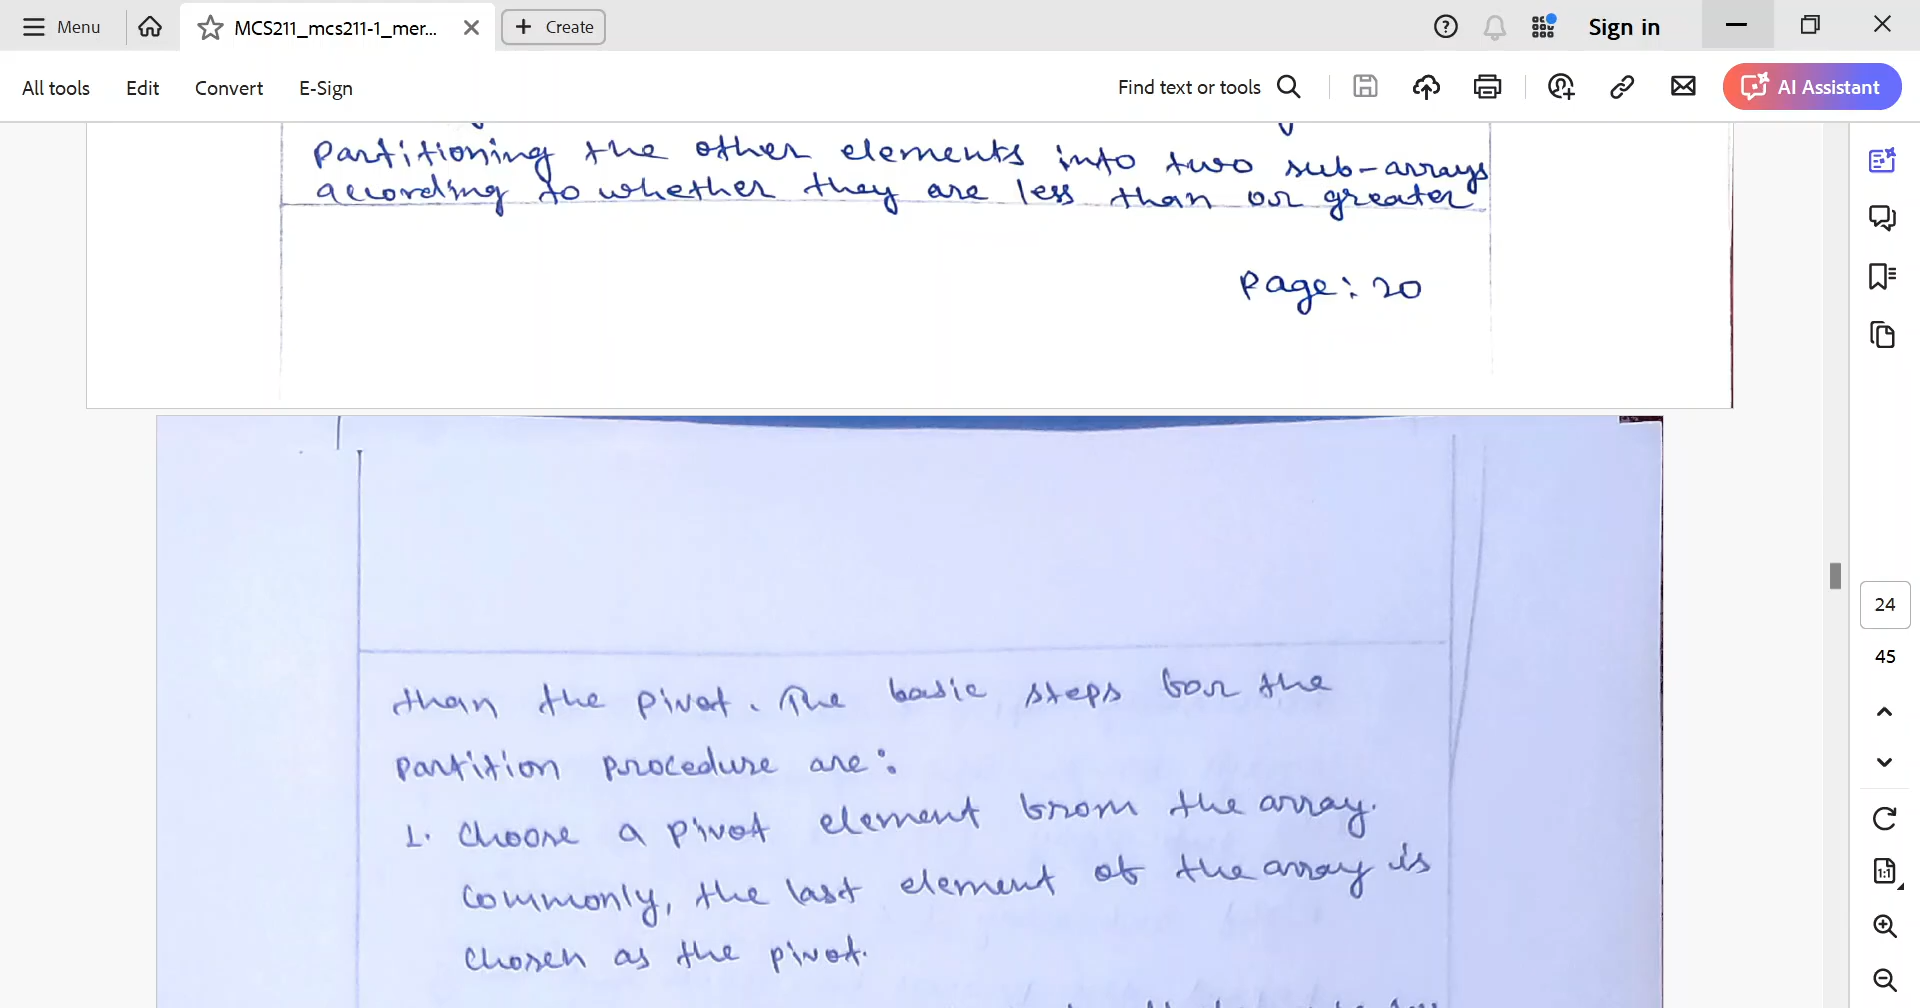 Menu
MCS211_mcs211-1_mer...
Create
Sign in
All tools
Edit
Convert
E-Sign
Find text or tools
AI Assistant
Partitioning the other elements into two sub-arrays
according to whether they are less than or greater
Page: 20
than the pivot. The basic steps for the
partition procedure are:
1. Choose a pivot element from the array.
Commonly, the last element of the array is
chosen as the pivot.
24
45
1:1